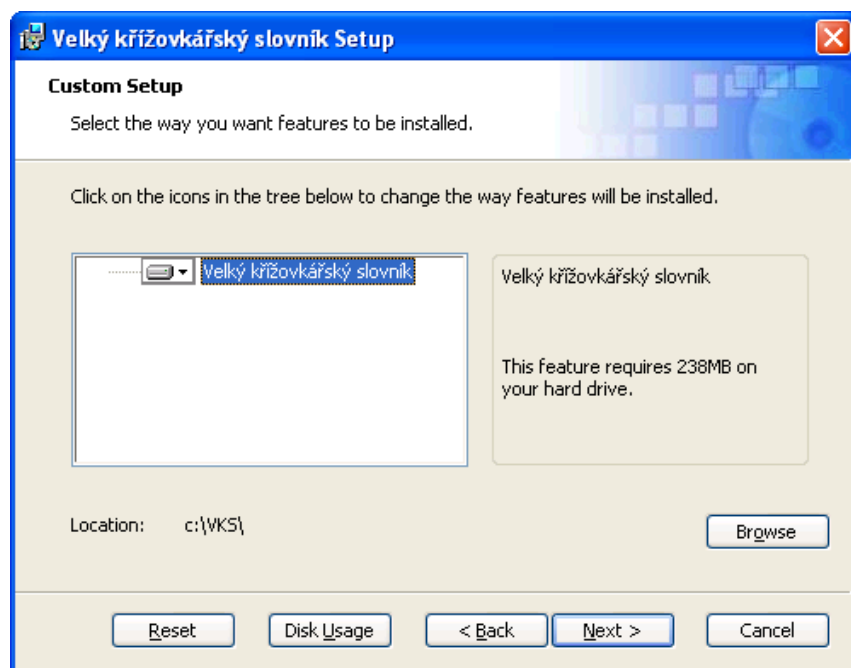 Velký křížovkářský slovník Setup
Custom Setup
Select the way you want features to be installed.
Click on the icons in the tree below to change the way features will be installed.
Velký křížovkářský slovník
Velký křížovkářský slovník
This feature requires 238MB on
your hard drive.
Location: c:\VKS\
Browse
Reset Disk Usage < Back Next > Cancel